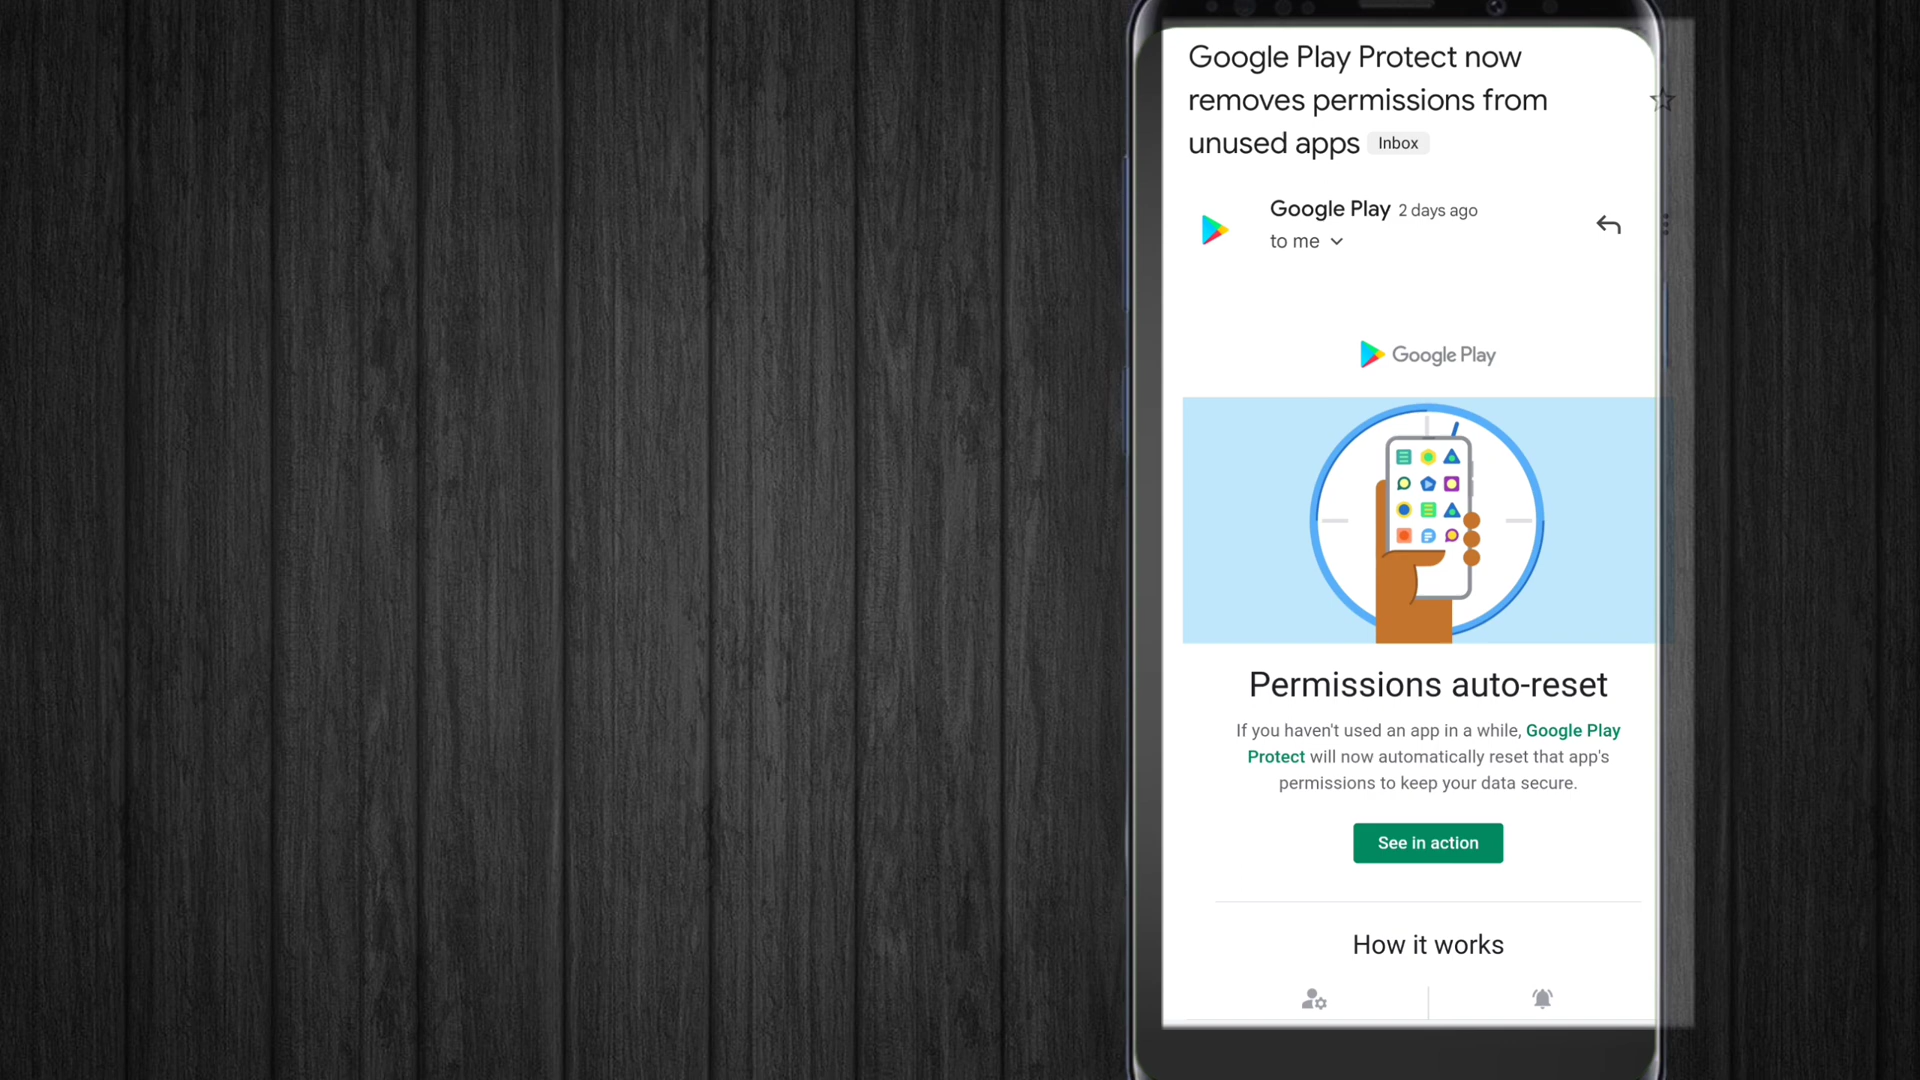 Google Play Protect now
removes permissions from
unused apps Inbox
Google Play 2 days ago
to me
Google Play
Permissions auto-reset
If you haven't used an app in a while, Google Play
Protect will now automatically reset that app's
permissions to keep your data secure.
See in action
How it works